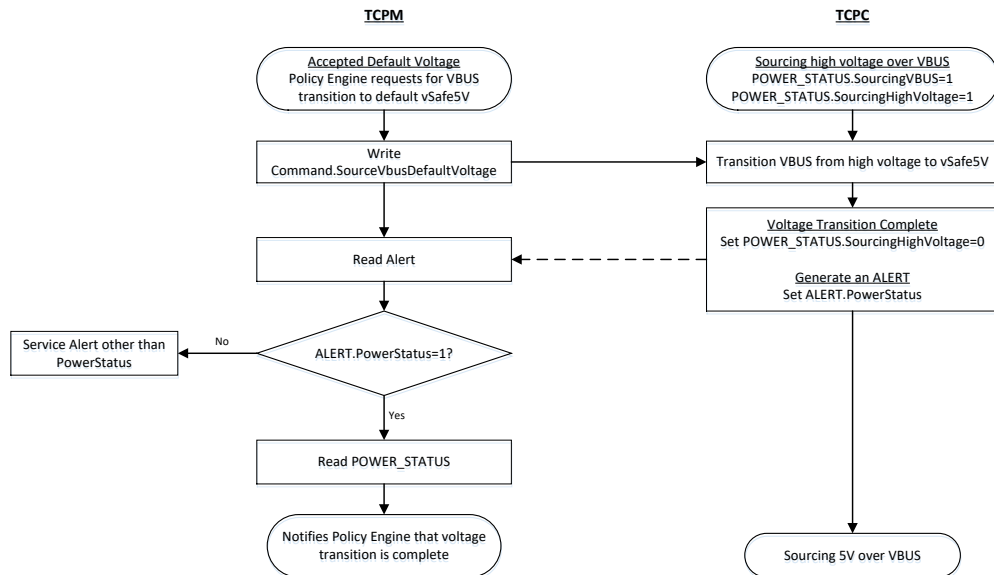 TCPM
TCPC
Accepted Default Voltage
Policy Engine requests for VBUS
transition to default vSafe5V
Sourcing high voltage over VBUS
POWER_STATUS.SourcingVBUS=1
POWER_STATUS.SourcingHighVoltage=1
Write
Command.SourceVbusDefaultVoltage
Transition VBUS from high voltage to vSafe5V
Voltage Transition Complete
Set POWER_STATUS.SourcingHighVoltage=0
Read Alert
Generate an ALERT
Set ALERT.PowerStatus
Service Alert other than
PowerStatus
No
ALERT.PowerStatus=1?
Yes
Read POWER_STATUS
Notifies Policy Engine that voltage
transition is complete
Sourcing 5V over VBUS